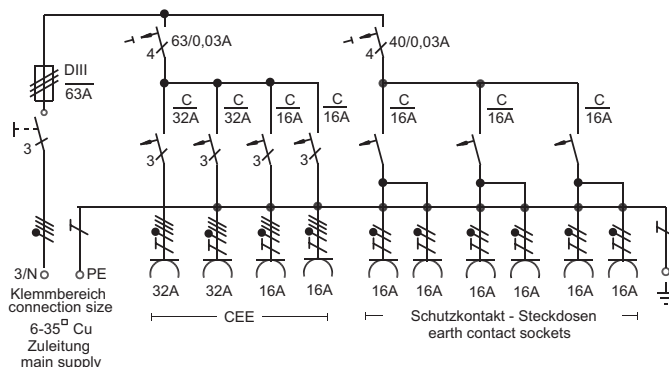 63/0,03A
4
40/0,03A
4
DIII
63A
C
32A
C
32A
C
16A
C
16A
C
16A
C
16A
C
16A
3
3
3
3
3
3/N
PE
32A
32A
16A
16A
16A
16A
16A
16A
16A
16A
Klemmbereich
connection size
6-35□ Cu
Zuleitung
main supply
CEE
Schutzkontakt - Steckdosen
earth contact sockets